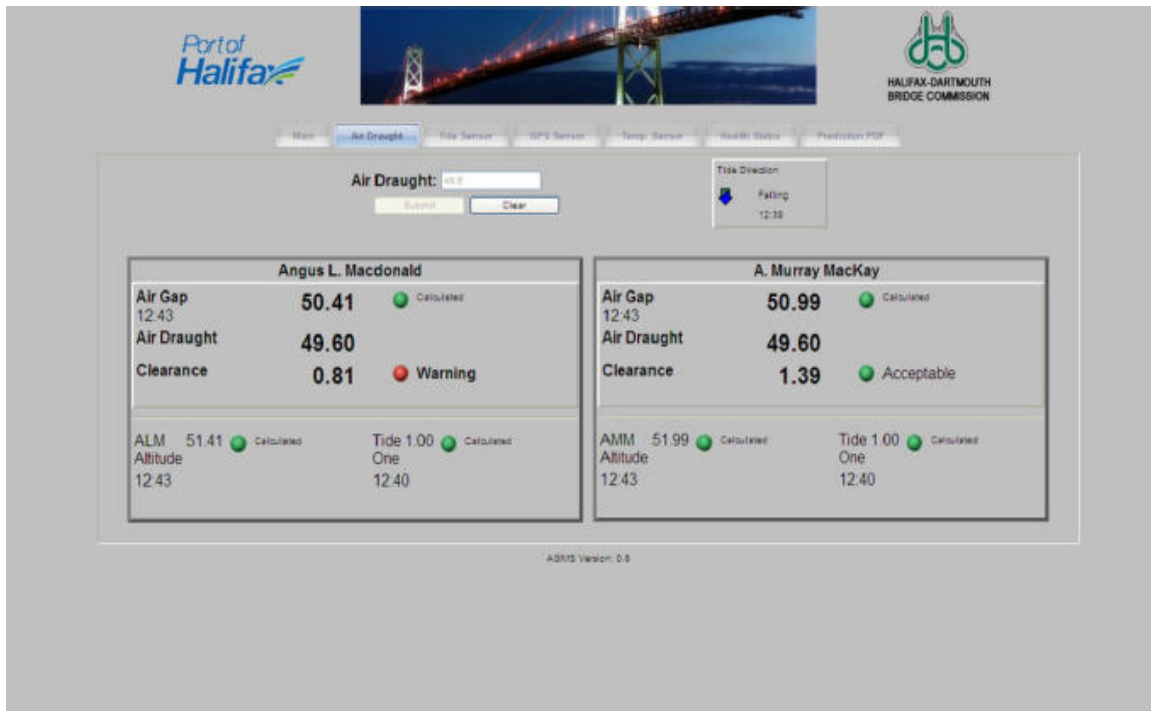 Port of
Halifax
HALIFAX-DARTMOUTH
BRIDGE COMMISSION
Main Air Draught Tide Sensor GPS Sensor Temp. Sensor Health Status Prediction PDF
Air Draught: 49.6
Submit Clear
Tide Direction
Falling
12:39
Angus L. Macdonald
Air Gap 50.41 Calculated
12:43
Air Draught 49.60
Clearance 0.81 Warning
ALM 51.41 Calculated Tide 1.00 Calculated
Altitude One
12:43 12:40
A. Murray MacKay
Air Gap 50.99 Calculated
12:43
Air Draught 49.60
Clearance 1.39 Acceptable
AMM 51.99 Calculated Tide 1.00 Calculated
Altitude One
12:43 12:40
Version: 0.8